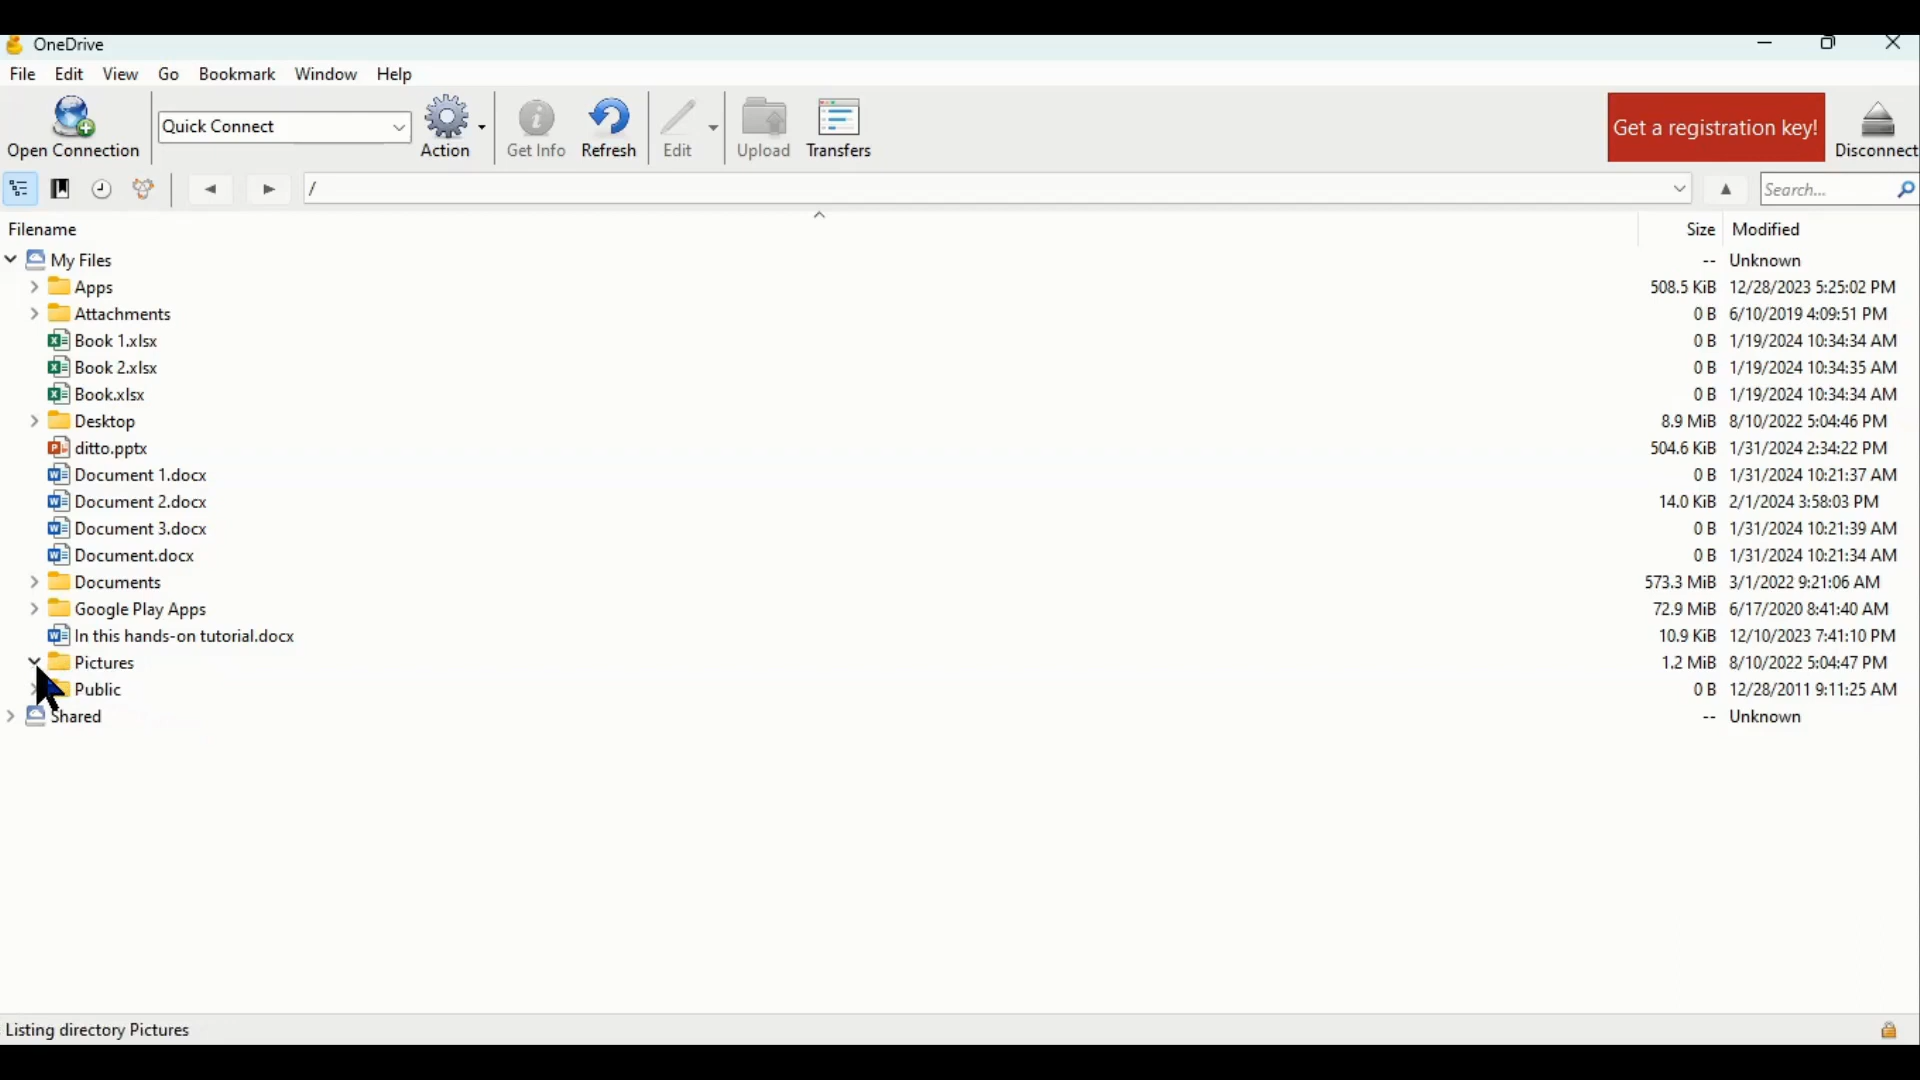 OneDrive
File Edit View Go Bookmark Window Help
Open Connection Quick Connect Action Get Info Refresh Edit Upload Transfers Get a registration key! Disconnect
/ Search...
Filename Size Modified
My Files -- Unknown
Apps 508.5 KiB 12/28/2023 5:25:02 PM
Attachments 0 B 6/10/2019 4:09:51 PM
Book 1.xlsx 0 B 1/19/2024 10:34:34 AM
Book 2.xlsx 0 B 1/19/2024 10:34:35 AM
Book.xlsx 0 B 1/19/2024 10:34:34 AM
Desktop 8.9 MiB 8/10/2022 5:04:46 PM
ditto.pptx 504.6 KiB 1/31/2024 2:34:22 PM
Document 1.docx 0 B 1/31/2024 10:21:37 AM
Document 2.docx 14.0 KiB 2/1/2024 3:58:03 PM
Document 3.docx 0 B 1/31/2024 10:21:39 AM
Document.docx 0 B 1/31/2024 10:21:34 AM
Documents 573.3 MiB 3/1/2022 9:21:06 AM
Google Play Apps 72.9 MiB 6/17/2020 8:41:40 AM
In this hands-on tutorial.docx 10.9 KiB 12/10/2023 7:41:10 PM
Pictures 1.2 MiB 8/10/2022 5:04:47 PM
Public 0 B 12/28/2011 9:11:25 AM
Shared -- Unknown
Listing directory Pictures